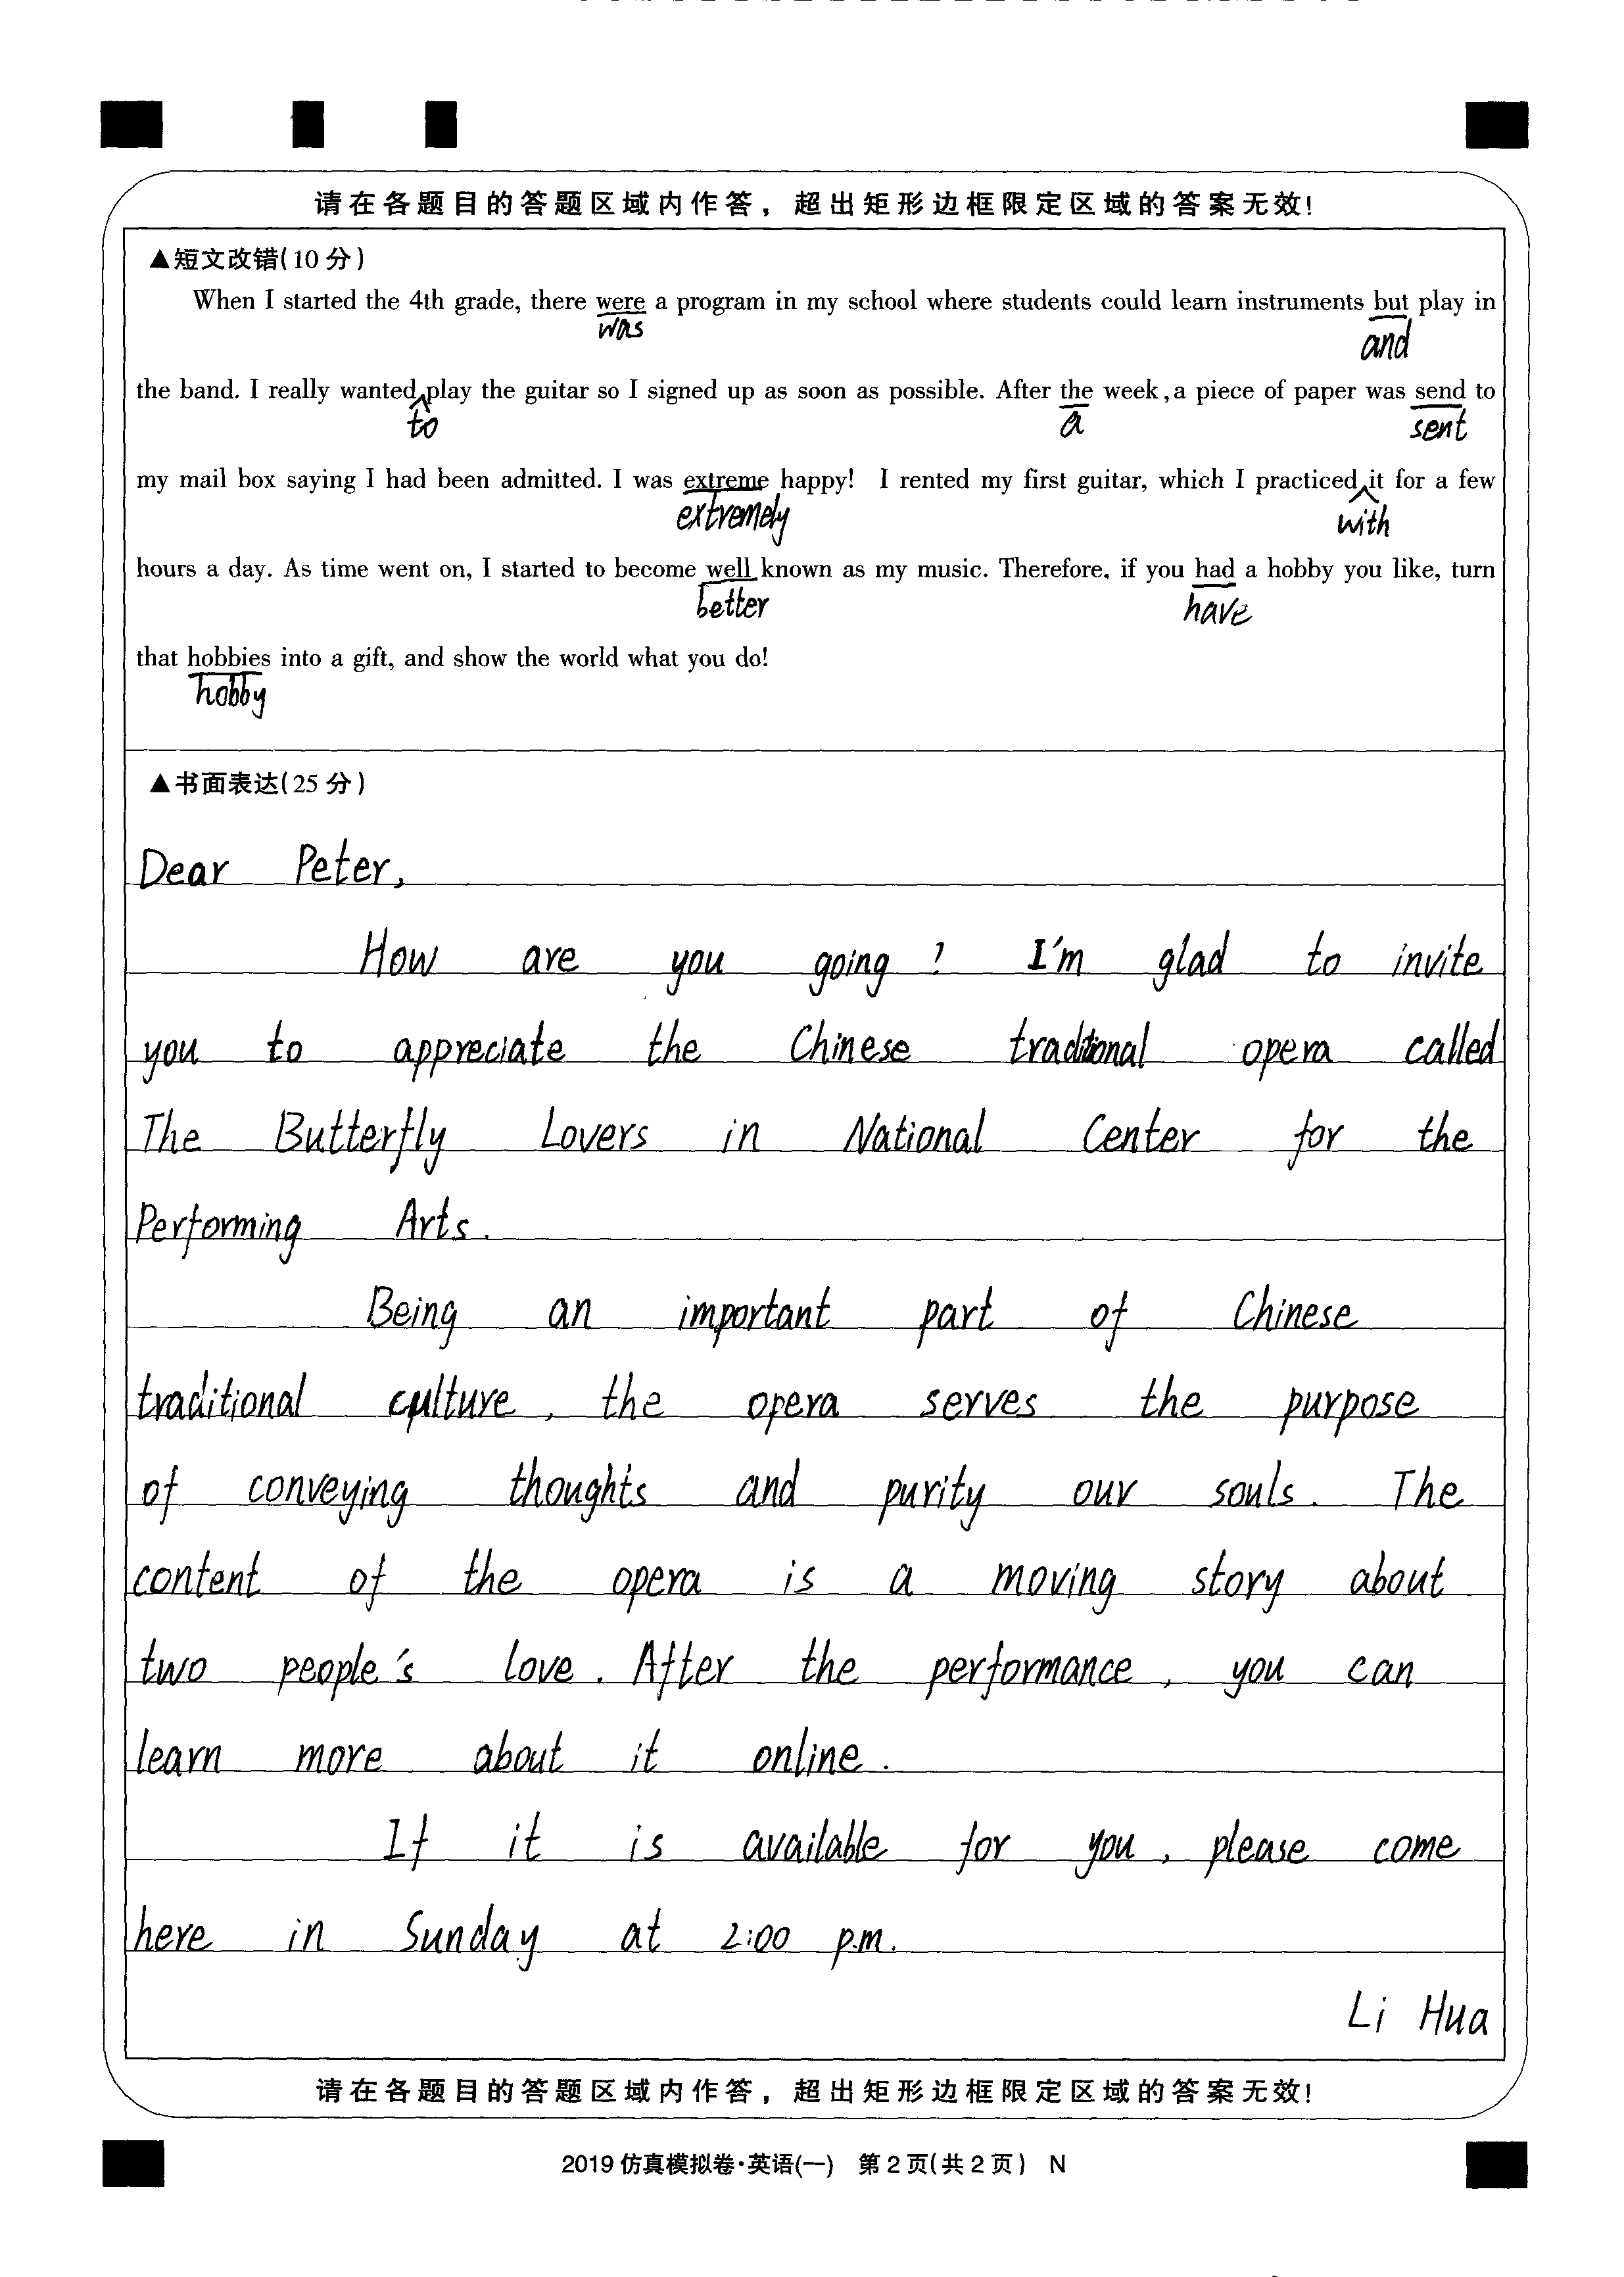 请在各题目的答题区域内作答，超出矩形边框限定区域的答案无效！
▲短文改错(10分)
When I started the 4th grade, there were a program in my school where students could learn instruments but play in
was
and
the band. I really wanted play the guitar so I signed up as soon as possible. After the week, a piece of paper was send to
to
a
sent
my mail box saying I had been admitted. I was extreme happy! I rented my first guitar, which I practiced it for a few
extremely
with
hours a day. As time went on, I started to become well known as my music. Therefore, if you had a hobby you like, turn
better
have
that hobbies into a gift, and show the world what you do!
hobby
▲书面表达(25分)
Dear Peter,
How are you going? I'm glad to invite
you to appreciate the Chinese traditional opera called
The Butterfly Lovers in National Center for the
Performing Arts.
Being an important part of Chinese
traditional culture, the opera serves the purpose
of conveying thoughts and purity our souls. The
content of the opera is a moving story about
two people's love. After the performance, you can
learn more about it online.
If it is available for you, please come
here in Sunday at 2:00 p.m.
Li Hua
请在各题目的答题区域内作答，超出矩形边框限定区域的答案无效！
2019仿真模拟卷·英语(一) 第2页(共2页) N